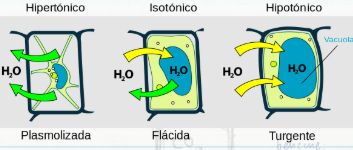 Hipertónico Isotónico Hipotónico
Vacuola
H₂O H₂O H₂O H₂O H₂O
Plasmolizada Flácida Turgente